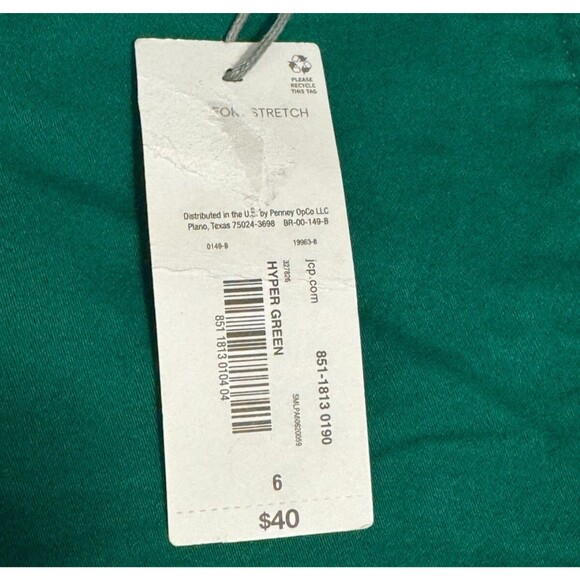 PLEASE
RECYCLE
THIS TAG
STRETCH
Distributed in the U.S. by Penney OpCo LLC
Plano, Texas 75024-3698 BR-00-149-B
0149-B 19963-B
jcp.com
327826
HYPER GREEN
851 1813 0104 04
851-1813 0190
6
$40